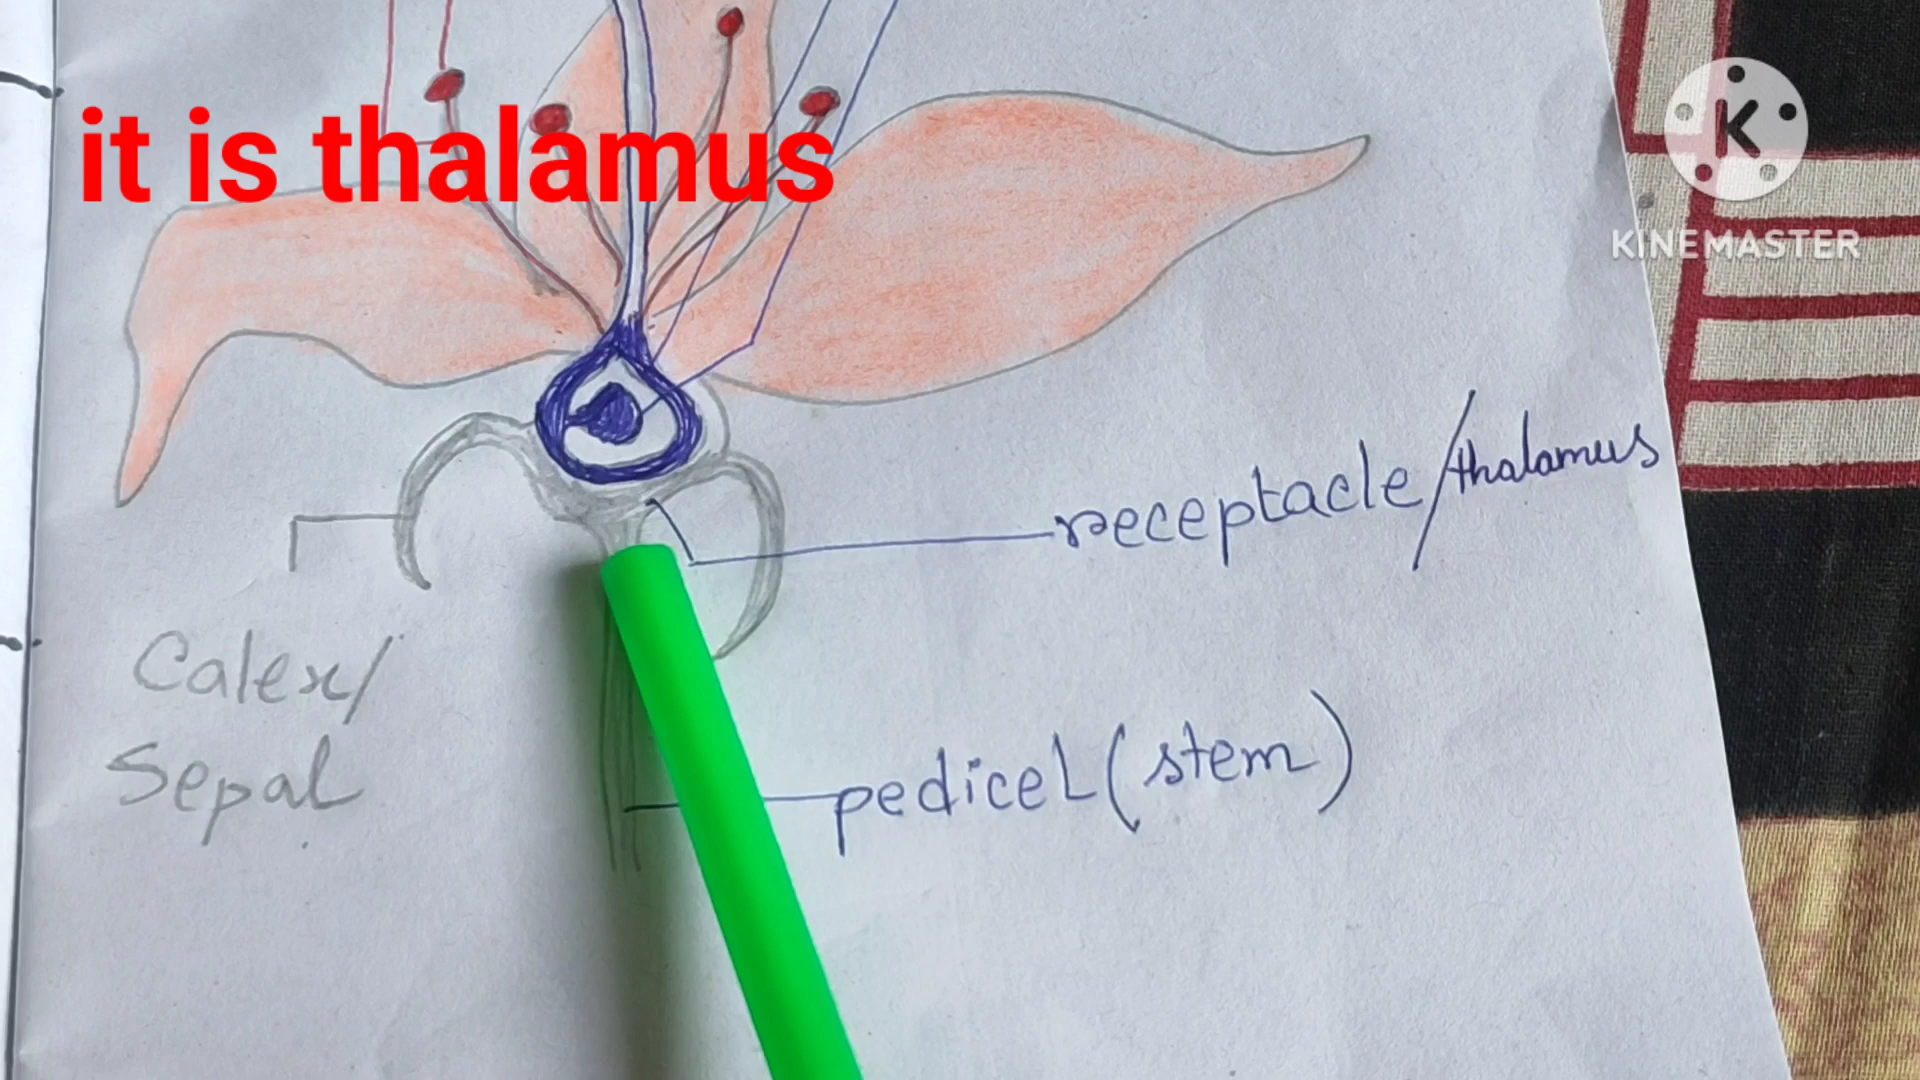 it is thalamus
K
KINEMASTER
receptacle/thalamus
Calex/
Sepal
pedicel (stem)